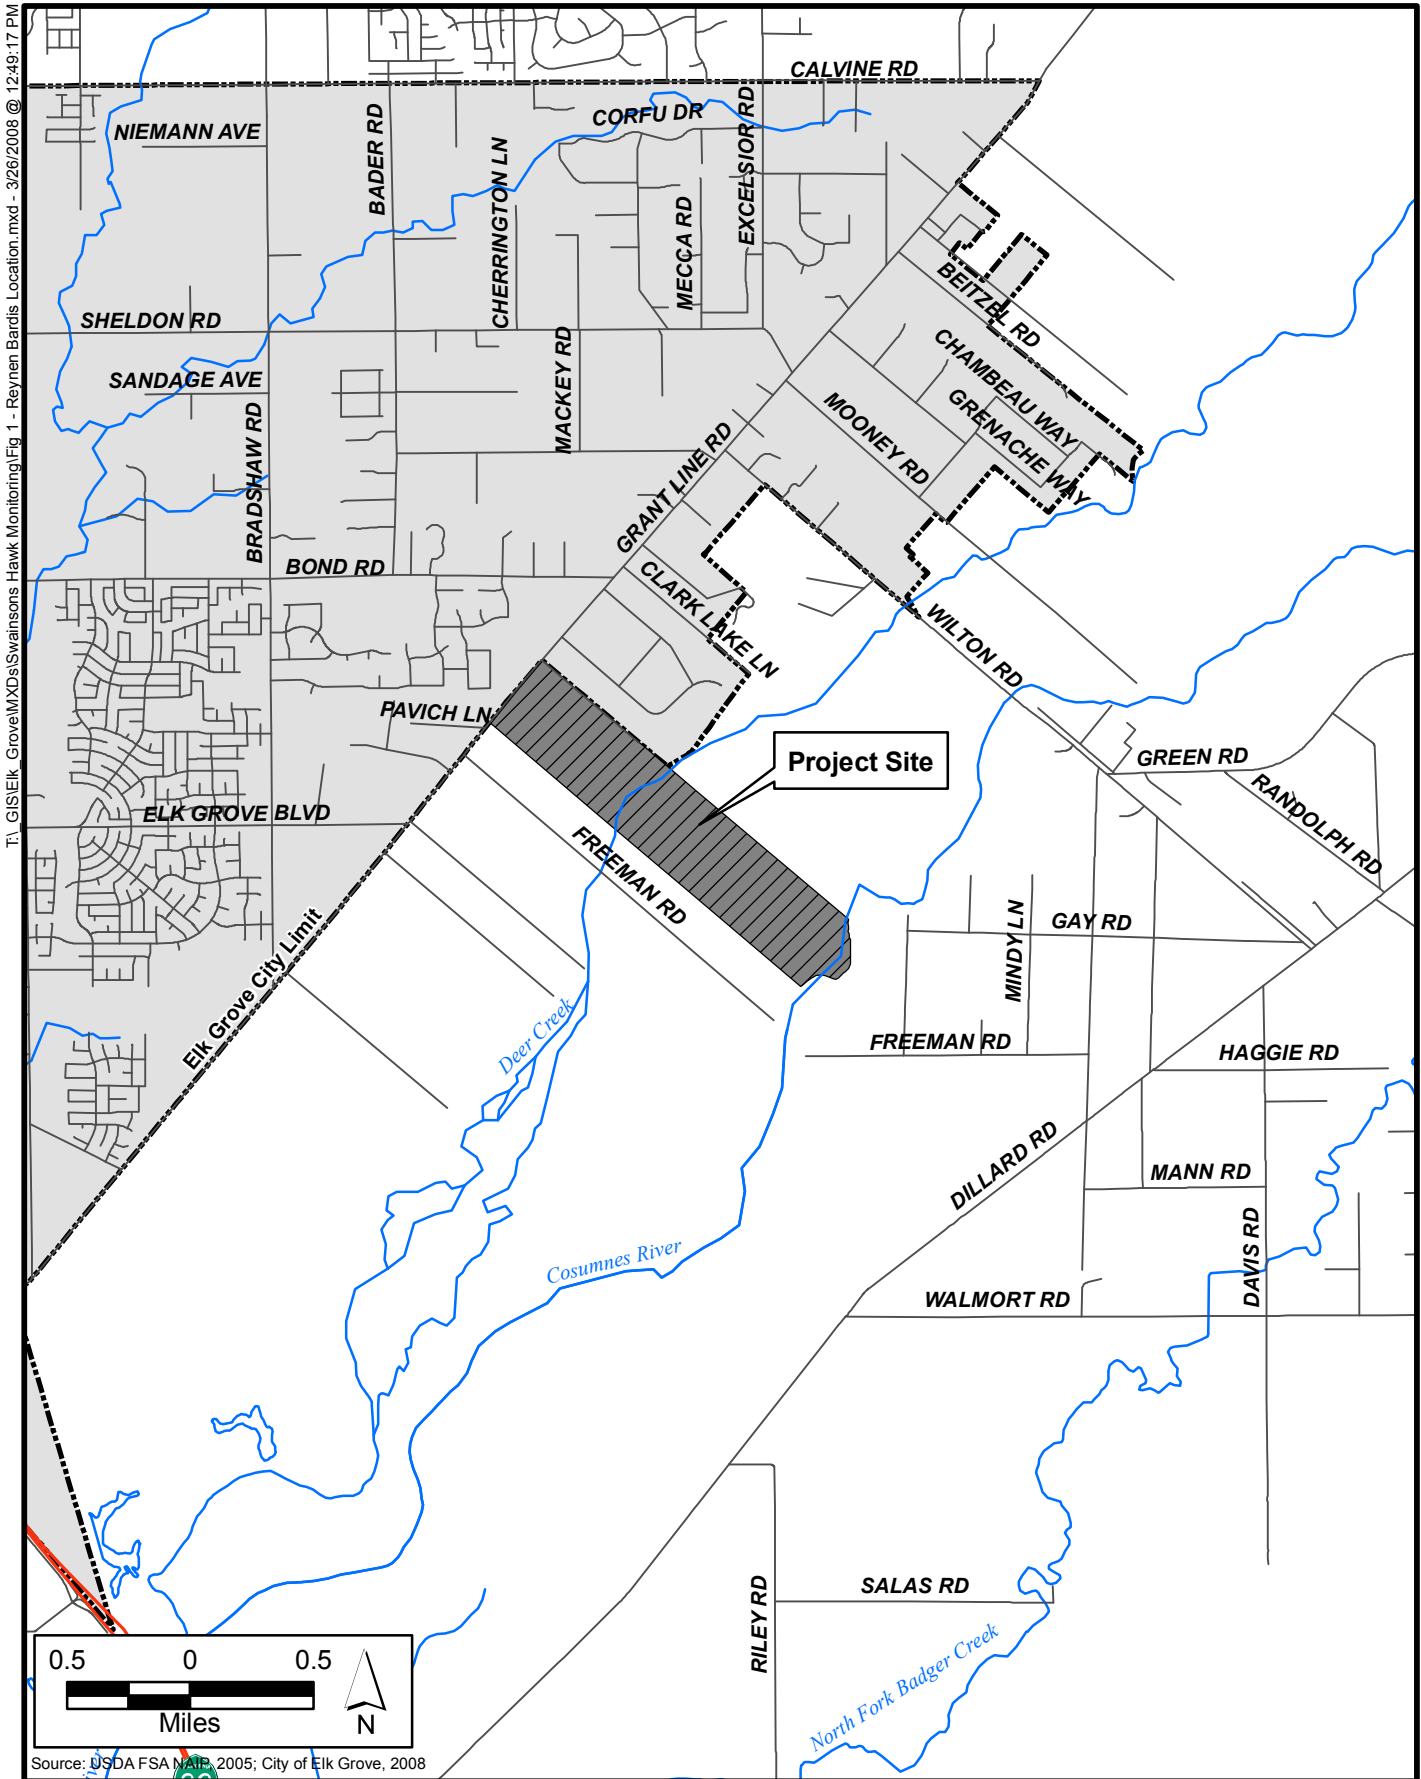 T:\_GIS\Elk_Grove\MXDs\Swainsons Hawk Monitoring\Fig 1 - Reynen Bardis Location.mxd - 3/26/2008 @ 12:49:17 PM
CALVINE RD
CORFU DR
NIEMANN AVE
BADER RD
EXCELSIOR RD
CHERRINGTON LN
MECCA RD
BEITZEL RD
SHELDON RD
CHAMBEAU WAY
MACKEY RD
SANDAGE AVE
GRENACHE WAY
MOONEY RD
BRADSHAW RD
GRANT LINE RD
BOND RD
CLARK LAKE LN
WILTON RD
PAVICH LN
Project Site
GREEN RD
RANDOLPH RD
ELK GROVE BLVD
FREEMAN RD
GAY RD
MINDY LN
Elk Grove City Limit
Deer Creek
FREEMAN RD
HAGGIE RD
DILLARD RD
MANN RD
DAVIS RD
Cosumnes River
WALMORT RD
SALAS RD
RILEY RD
North Fork Badger Creek
0.5 0 0.5
Miles
N
Source: USDA FSA NAIP, 2005; City of Elk Grove, 2008